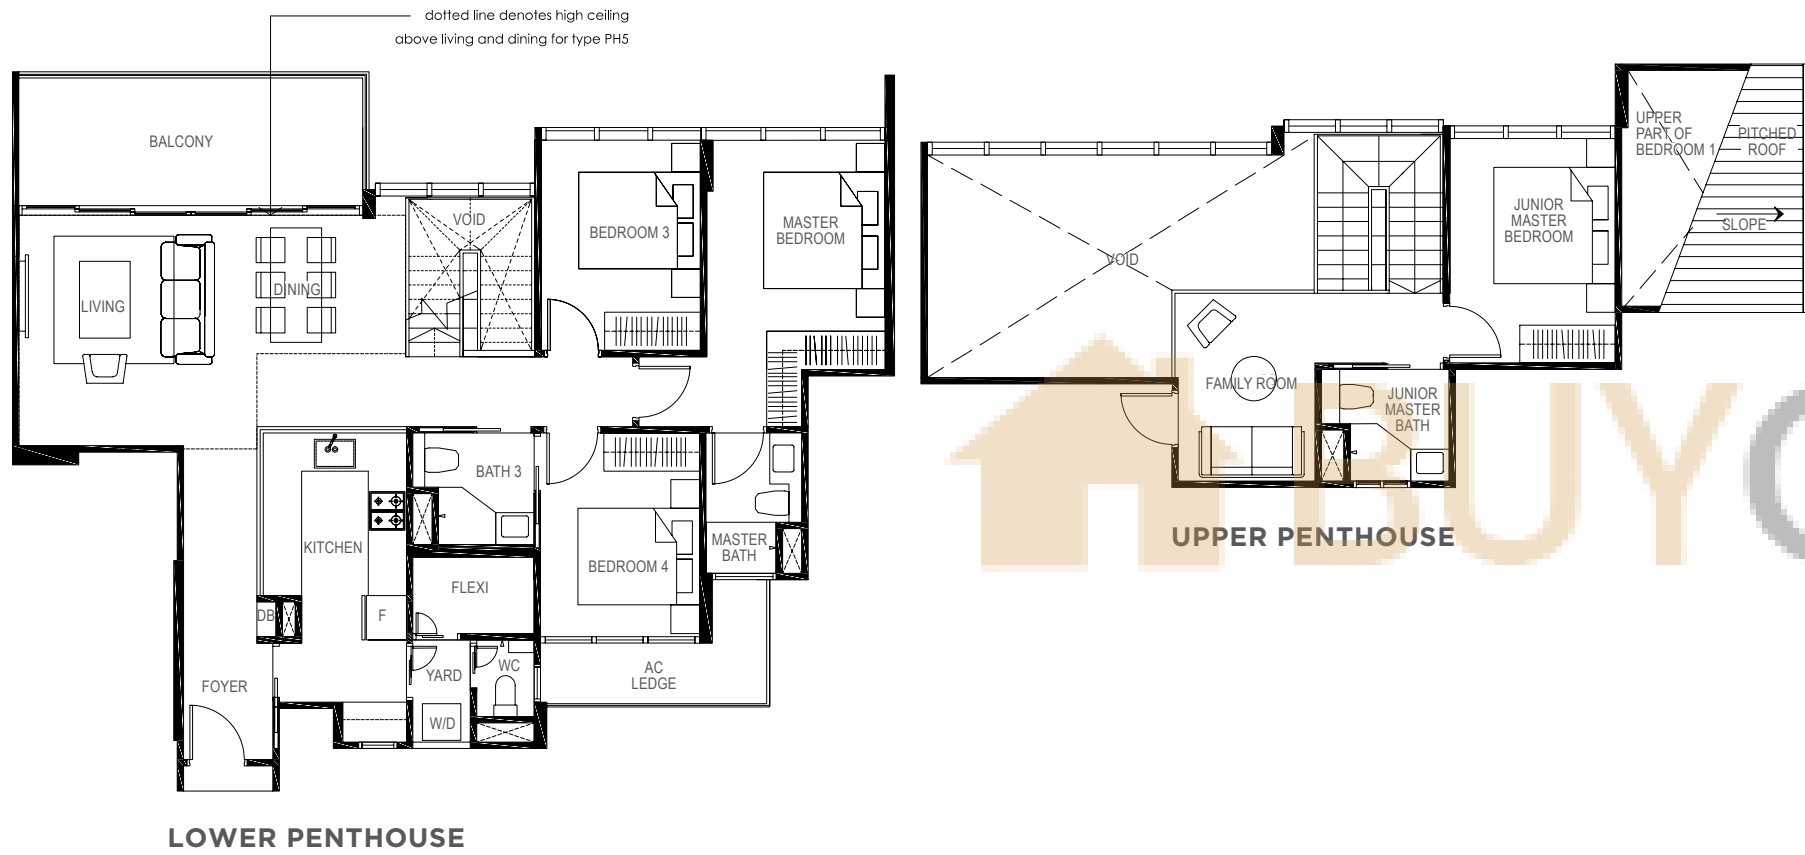 dotted line denotes high ceiling
above living and dining for type PH5
BALCONY
VOID
BEDROOM 3
MASTER
BEDROOM
LIVING
DINING
BATH 3
KITCHEN
FLEXI
BEDROOM 4
MASTER
BATH
DB
F
FOYER
YARD
WC
AC
LEDGE
W/D
LOWER PENTHOUSE
UPPER
PART OF
BEDROOM 1
PITCHED
ROOF
SLOPE
JUNIOR
MASTER
BEDROOM
VOID
FAMILY ROOM
JUNIOR
MASTER
BATH
UPPER PENTHOUSE
BUY